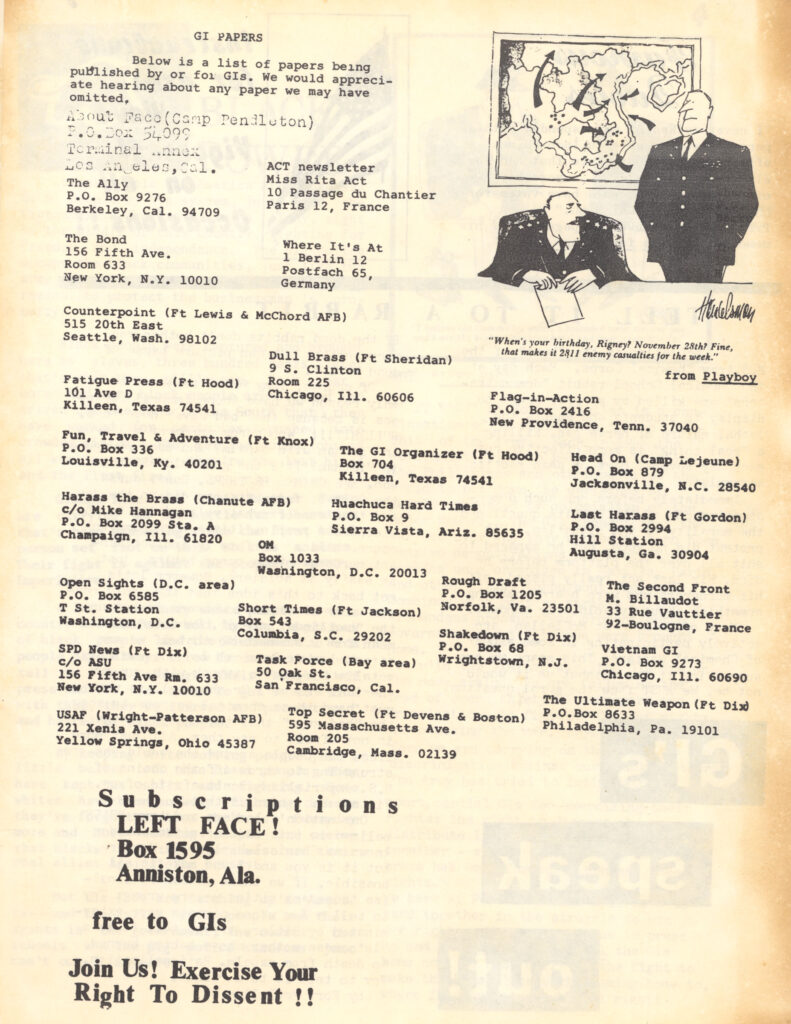 GI PAPERS
Below is a list of papers being
published by or for GIs. We would appreci-
ate hearing about any paper we may have
omitted.
About Face(Camp Pendleton)
P.O.Box 54099
Terminal Annex
Los Angeles,Cal.
The Ally
P.O. Box 9276
Berkeley, Cal. 94709
ACT newsletter
Miss Rita Act
10 Passage du Chantier
Paris 12, France
The Bond
156 Fifth Ave.
Room 633
New York, N.Y. 10010
Where It's At
1 Berlin 12
Postfach 65,
Germany
"When's your birthday, Rigney? November 28th? Fine,
that makes it 2811 enemy casualties for the week."
from Playboy
Counterpoint (Ft Lewis & McChord AFB)
515 20th East
Seattle, Wash. 98102
Dull Brass (Ft Sheridan)
9 S. Clinton
Room 225
Chicago, Ill. 60606
Fatigue Press (Ft Hood)
101 Ave D
Killeen, Texas 74541
Flag-in-Action
P.O. Box 2416
New Providence, Tenn. 37040
Fun, Travel & Adventure (Ft Knox)
P.O. Box 336
Louisville, Ky. 40201
The GI Organizer (Ft Hood)
Box 704
Killeen, Texas 74541
Head On (Camp Lejeune)
P.O. Box 879
Jacksonville, N.C. 28540
Harass the Brass (Chanute AFB)
c/o Mike Hannagan
P.O. Box 2099 Sta. A
Champaign, Ill. 61820
Huachuca Hard Times
P.O. Box 9
Sierra Vista, Ariz. 85635
Last Harass (Ft Gordon)
P.O. Box 2994
Hill Station
Augusta, Ga. 30904
OM
Box 1033
Washington, D.C. 20013
Open Sights (D.C. area)
P.O. Box 6585
T St. Station
Washington, D.C.
Short Times (Ft Jackson)
Box 543
Columbia, S.C. 29202
Rough Draft
P.O. Box 1205
Norfolk, Va. 23501
The Second Front
M. Billaudot
33 Rue Vauttier
92-Boulogne, France
SPD News (Ft Dix)
c/o ASU
156 Fifth Ave Rm. 633
New York, N.Y. 10010
Task Force (Bay area)
50 Oak St.
San Francisco, Cal.
Shakedown (Ft Dix)
P.O. Box 68
Wrightstown, N.J.
Vietnam GI
P.O. Box 9273
Chicago, Ill. 60690
USAF (Wright-Patterson AFB)
221 Xenia Ave.
Yellow Springs, Ohio 45387
Top Secret (Ft Devens & Boston)
595 Massachusetts Ave.
Room 205
Cambridge, Mass. 02139
The Ultimate Weapon(Ft Dix)
P.O.Box 8633
Philadelphia, Pa. 19101
Subscriptions
LEFT FACE!
Box 1595
Anniston, Ala.
free to GIs
Join Us! Exercise Your
Right To Dissent !!